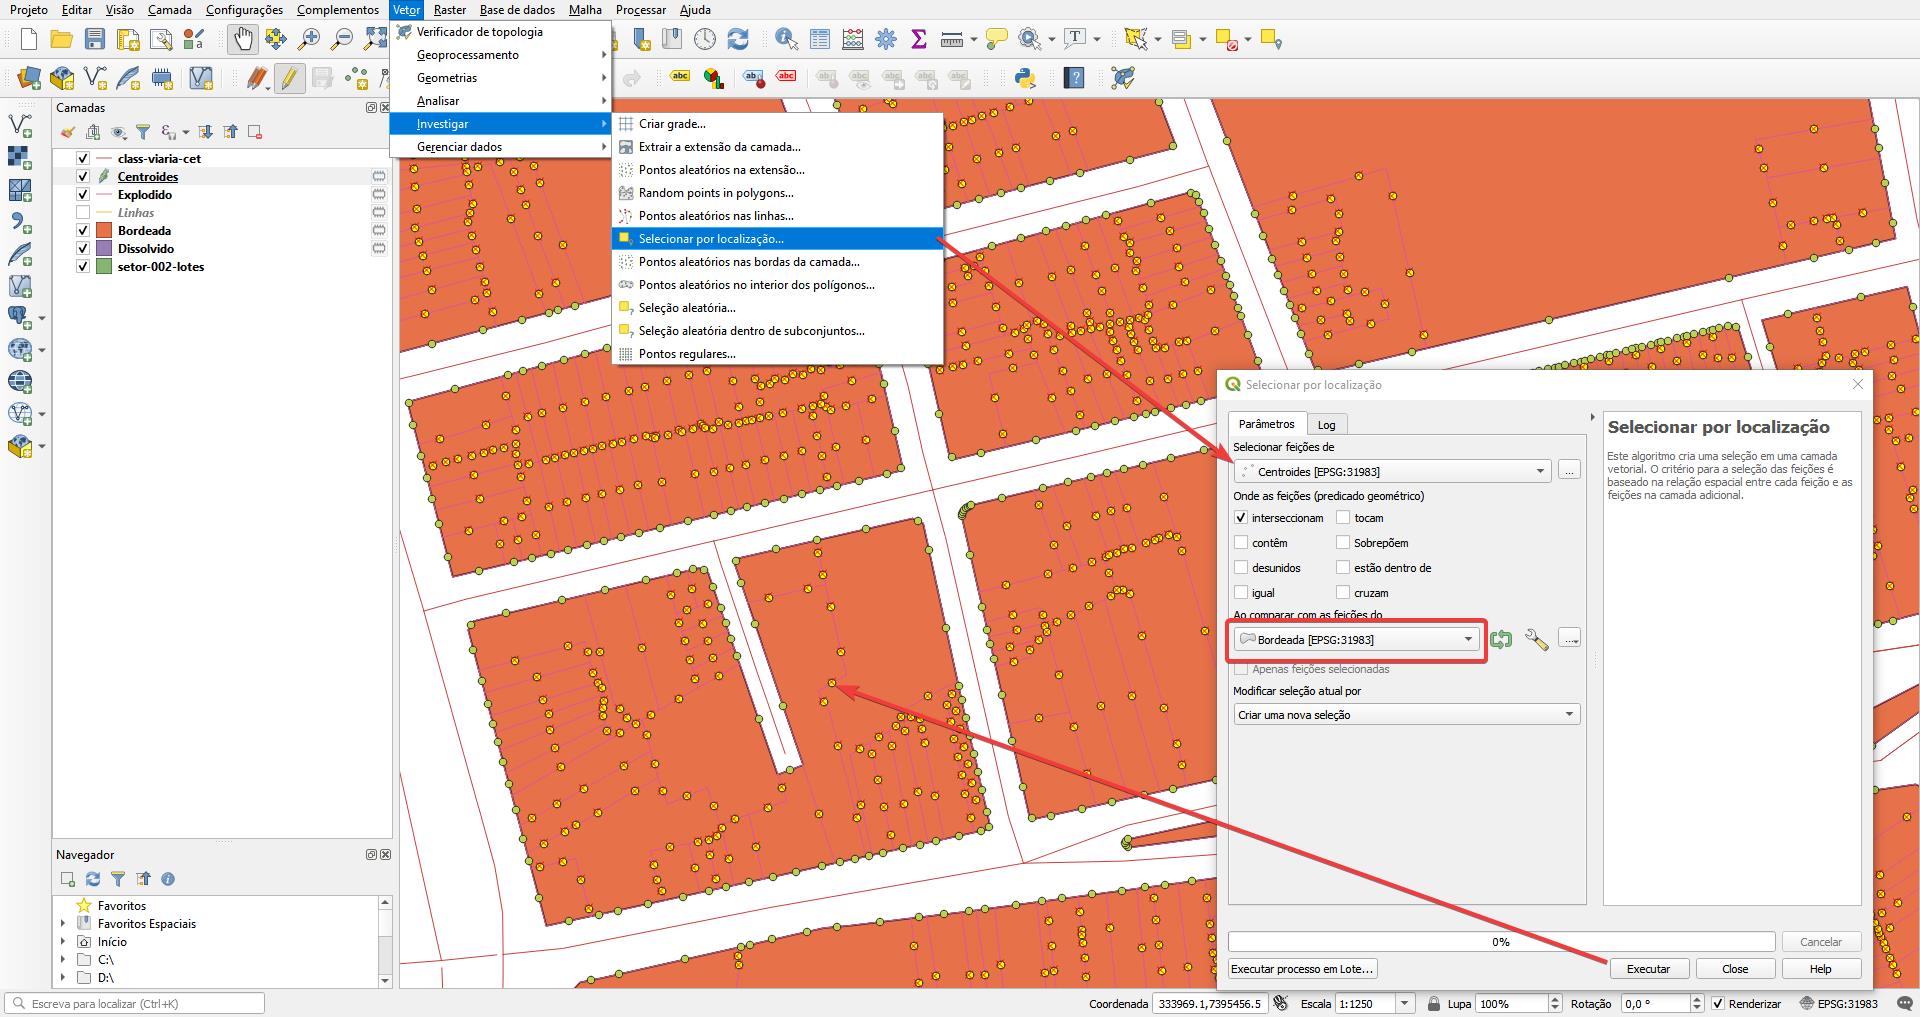 Projeto Editar Visão Camada Configurações Complementos Vetor Raster Base de dados Malha Processar Ajuda
Verificador de topologia
Geoprocessamento
Geometrias
Analisar
Investigar
Gerenciar dados
Criar grade...
Extrair a extensão da camada...
Pontos aleatórios na extensão...
Random points in polygons...
Pontos aleatórios nas linhas...
Selecionar por localização...
Pontos aleatórios nas bordas da camada...
Pontos aleatórios no interior dos polígonos...
Seleção aleatória...
Seleção aleatória dentro de subconjuntos...
Pontos regulares...
abc abc ab abc
Camadas
class-viaria-cet
Centroides
Explodido
Linhas
Bordeada
Dissolvido
setor-002-lotes
Navegador
Favoritos
Favoritos Espaciais
Início
C:\
D:\
Selecionar por localização
Parâmetros Log
Selecionar feições de
Centroides [EPSG:31983]
...
Onde as feições (predicado geométrico)
interseccionam tocam
contêm Sobrepõem
desunidos estão dentro de
igual cruzam
Ao comparar com as feições do
Bordeada [EPSG:31983]
...
Apenas feições selecionadas
Modificar seleção atual por
Criar uma nova seleção
Selecionar por localização
Este algoritmo cria uma seleção em uma camada
vetorial. O critério para a seleção das feições é
baseado na relação espacial entre cada feição e as
feições na camada adicional.
0%
Cancelar
Executar processo em Lote...
Executar Close Help
Escreva para localizar (Ctrl+K)
Coordenada 333969.1,7395456.5 Escala 1:1250 Lupa 100% Rotação 0,0 ° Renderizar EPSG:31983